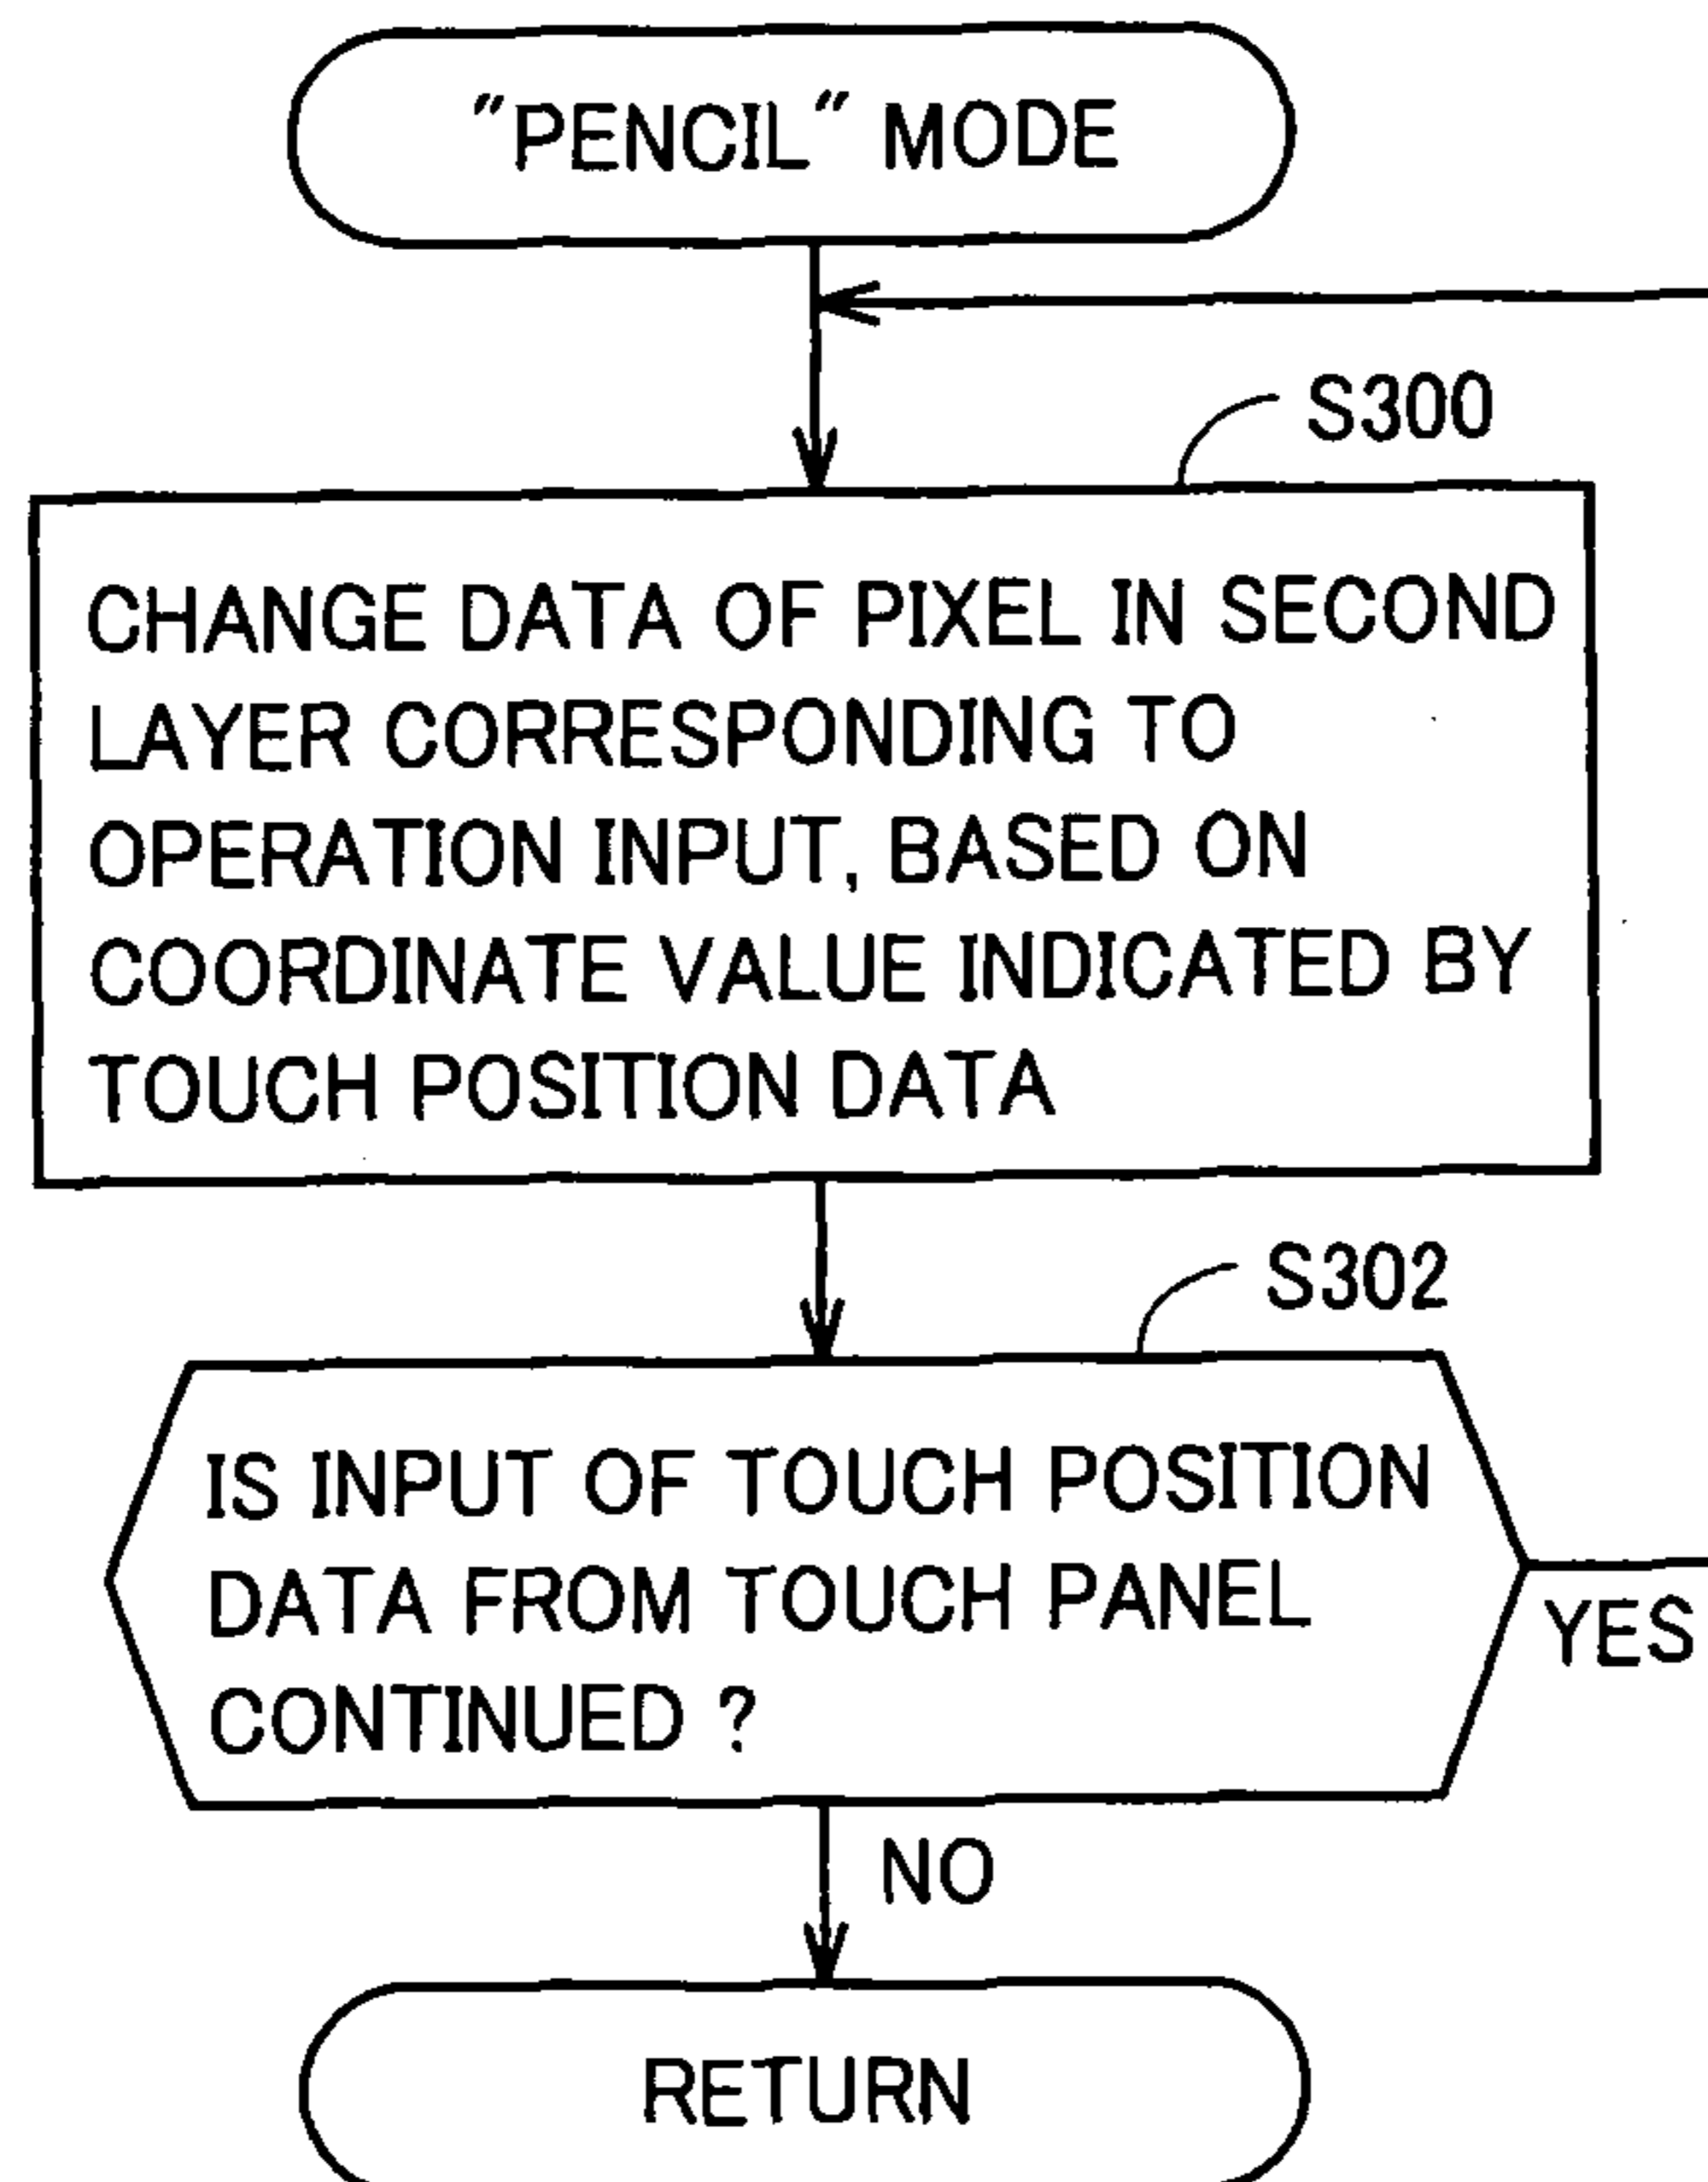 "PENCIL" MODE
S300
CHANGE DATA OF PIXEL IN SECOND
LAYER CORRESPONDING TO
OPERATION INPUT, BASED ON
COORDINATE VALUE INDICATED BY
TOUCH POSITION DATA
S302
IS INPUT OF TOUCH POSITION
DATA FROM TOUCH PANEL
CONTINUED ?
YES
NO
RETURN